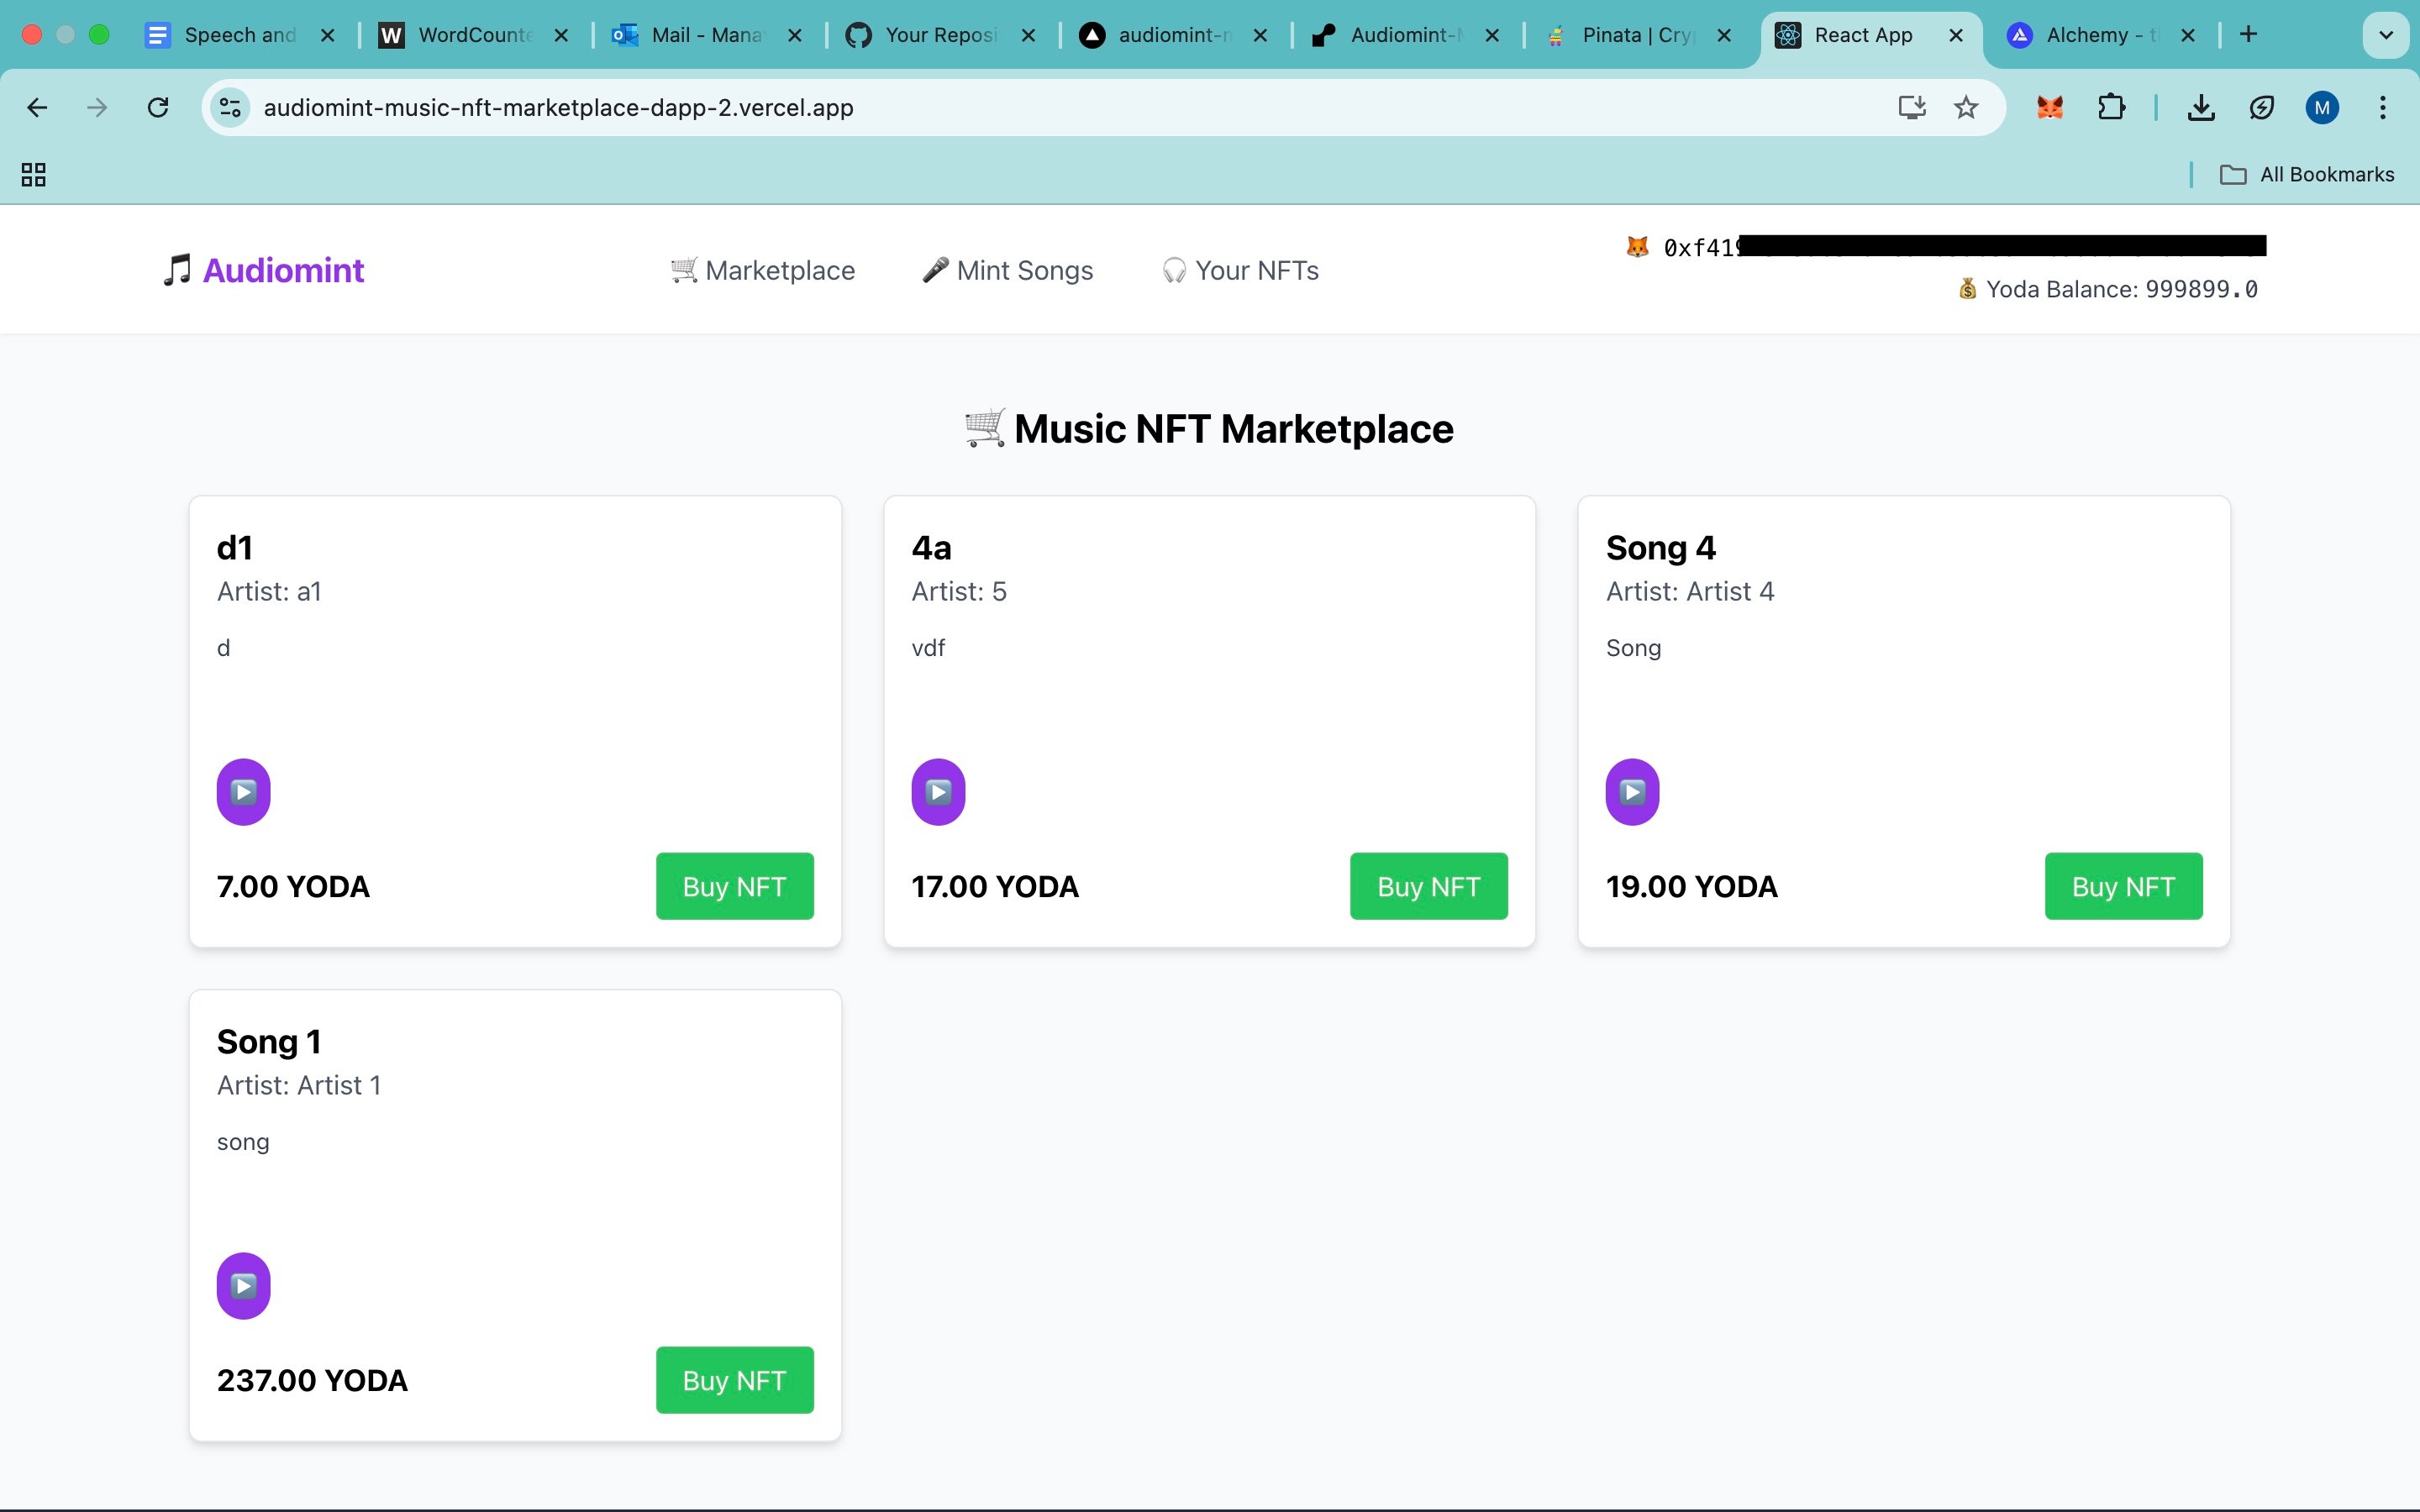 Speech and
WordCounte
Mail - Mana
Your Reposi
audiomint-
Audiomint-
Pinata | Cry
React App
Alchemy - t
audiomint-music-nft-marketplace-dapp-2.vercel.app
M
All Bookmarks
🎵 Audiomint
🛒 Marketplace
🎤 Mint Songs
🎧 Your NFTs
🦊 0xf419
💰 Yoda Balance: 999899.0
🛒 Music NFT Marketplace
d1
Artist: a1
d
7.00 YODA
Buy NFT
4a
Artist: 5
vdf
17.00 YODA
Buy NFT
Song 4
Artist: Artist 4
Song
19.00 YODA
Buy NFT
Song 1
Artist: Artist 1
song
237.00 YODA
Buy NFT